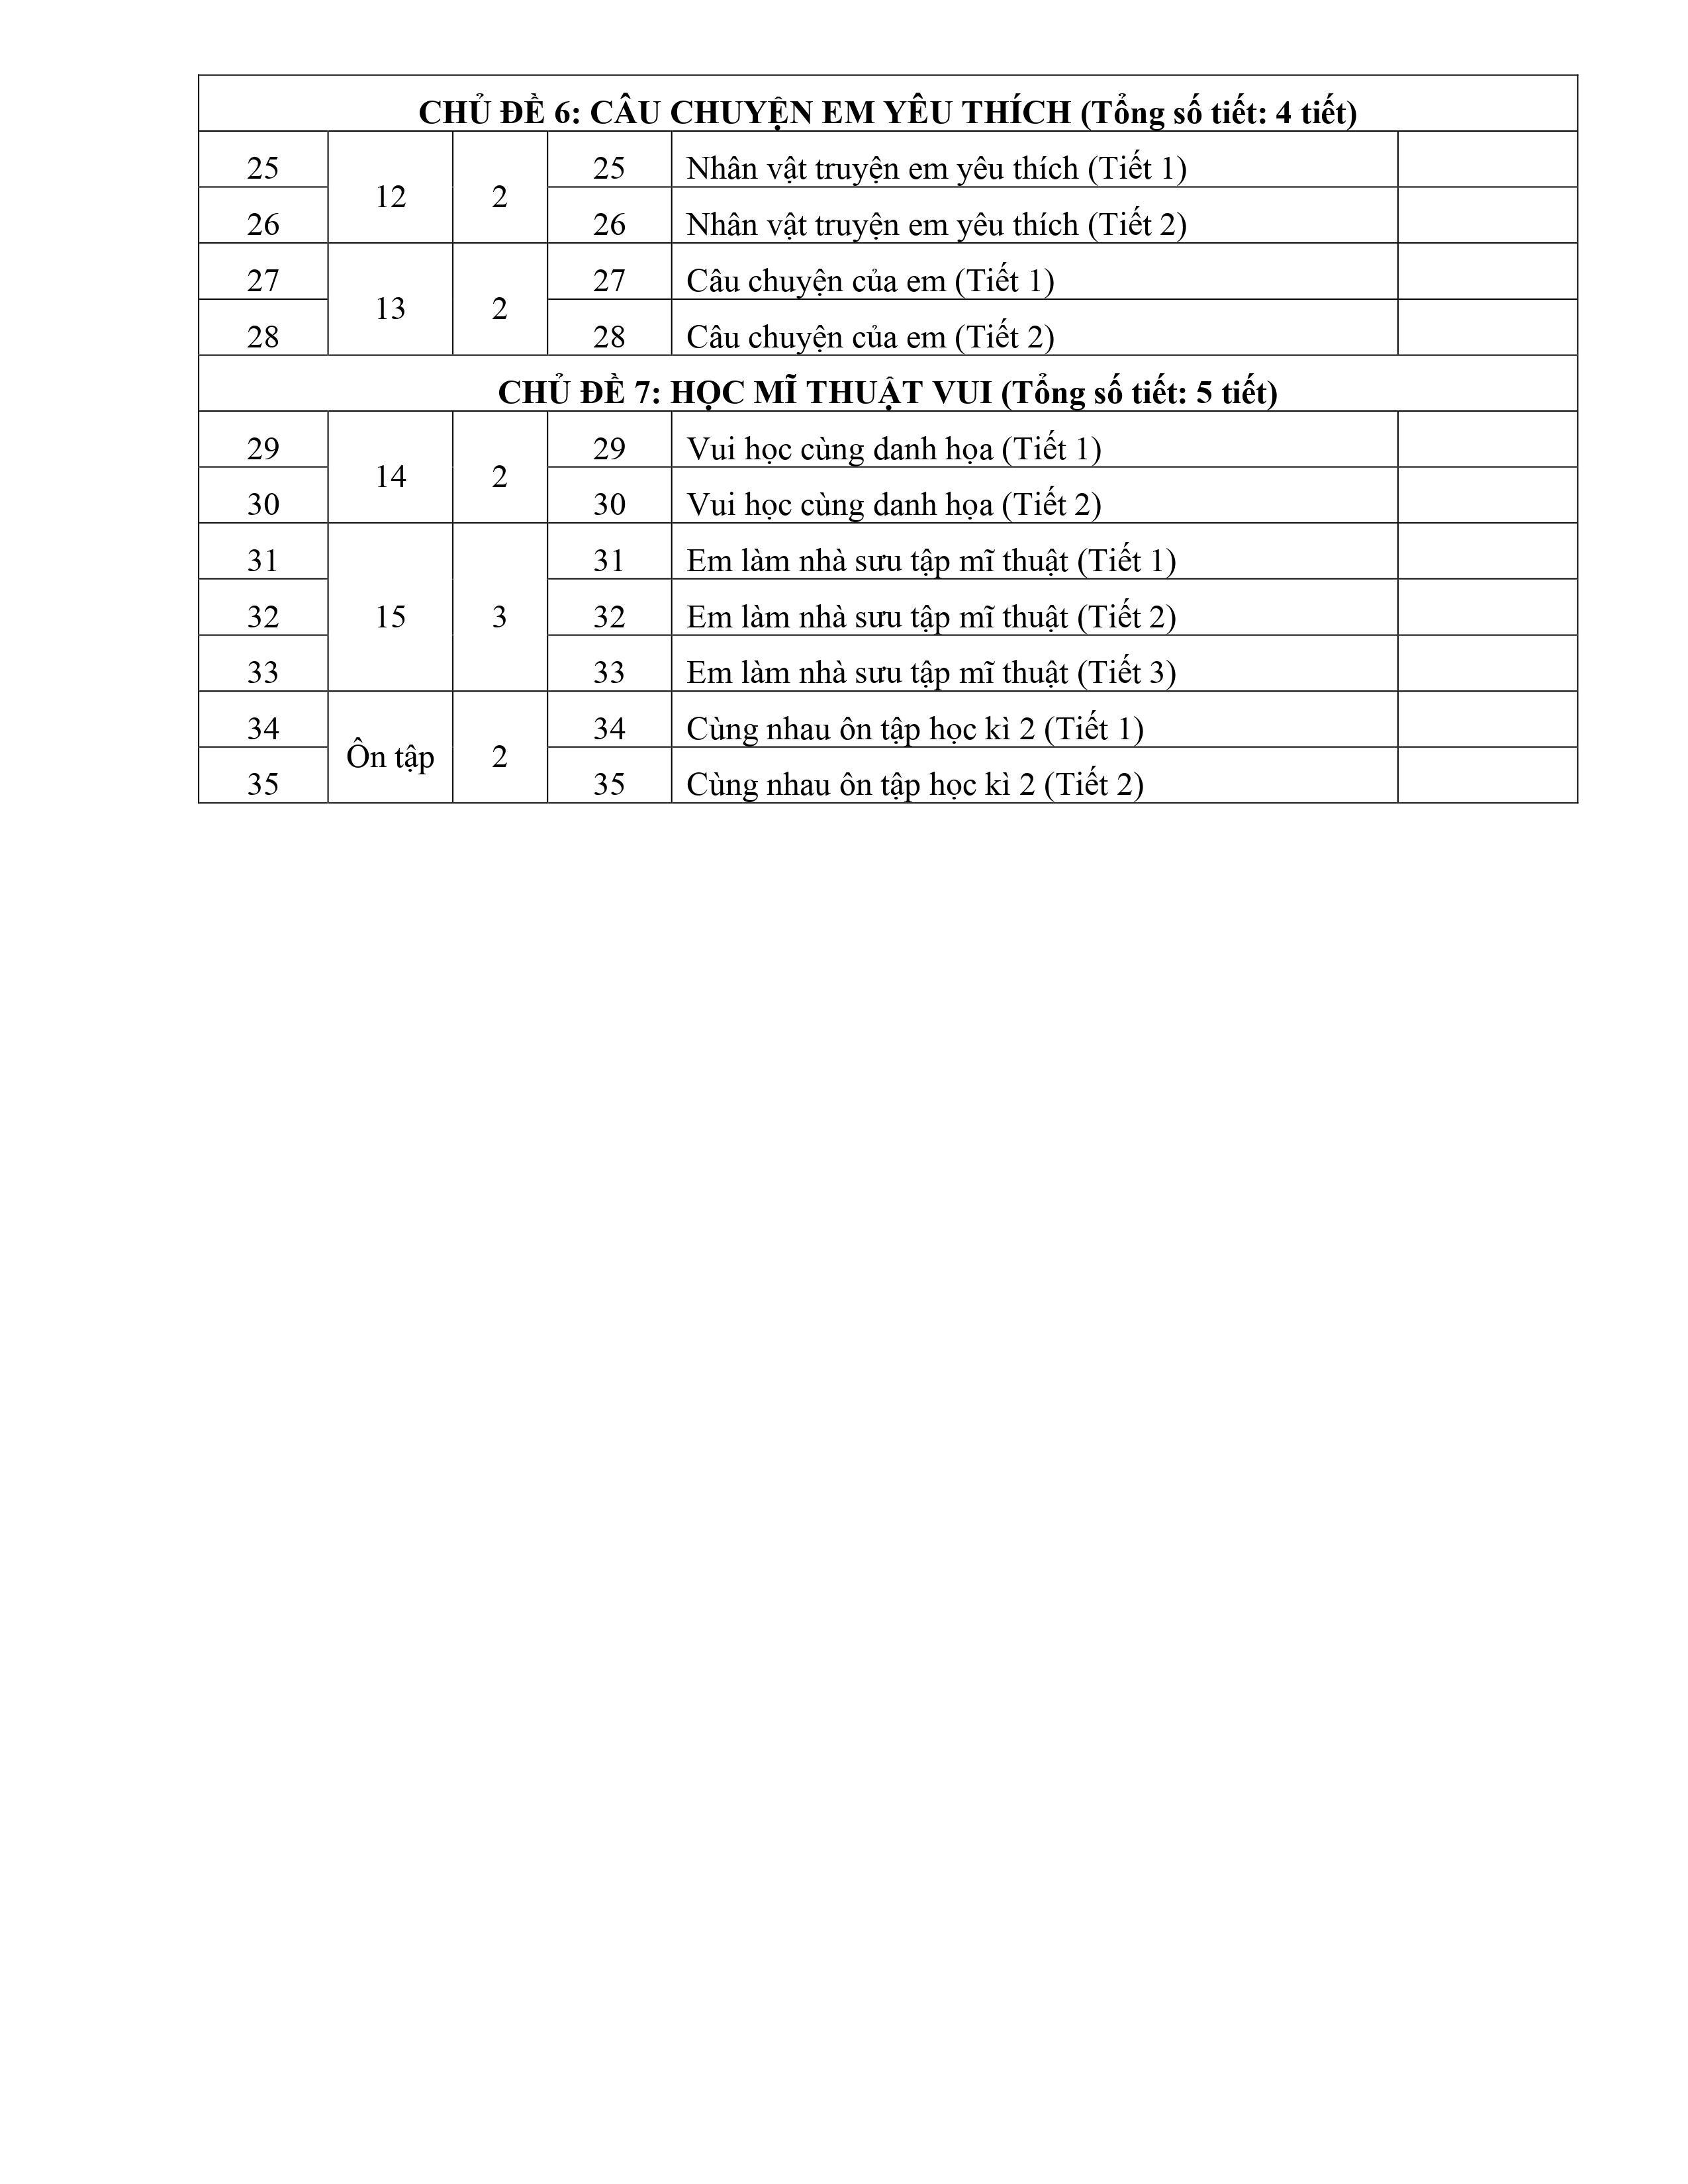 CHỦ ĐỀ 6: CÂU CHUYỆN EM YÊU THÍCH (Tổng số tiết: 4 tiết)
25 12 2 25 Nhân vật truyện em yêu thích (Tiết 1)
26 26 Nhân vật truyện em yêu thích (Tiết 2)
27 13 2 27 Câu chuyện của em (Tiết 1)
28 28 Câu chuyện của em (Tiết 2)
CHỦ ĐỀ 7: HỌC MĨ THUẬT VUI (Tổng số tiết: 5 tiết)
29 14 2 29 Vui học cùng danh họa (Tiết 1)
30 30 Vui học cùng danh họa (Tiết 2)
31 31 Em làm nhà sưu tập mĩ thuật (Tiết 1)
32 15 3 32 Em làm nhà sưu tập mĩ thuật (Tiết 2)
33 33 Em làm nhà sưu tập mĩ thuật (Tiết 3)
34 Ôn tập 2 34 Cùng nhau ôn tập học kì 2 (Tiết 1)
35 35 Cùng nhau ôn tập học kì 2 (Tiết 2)